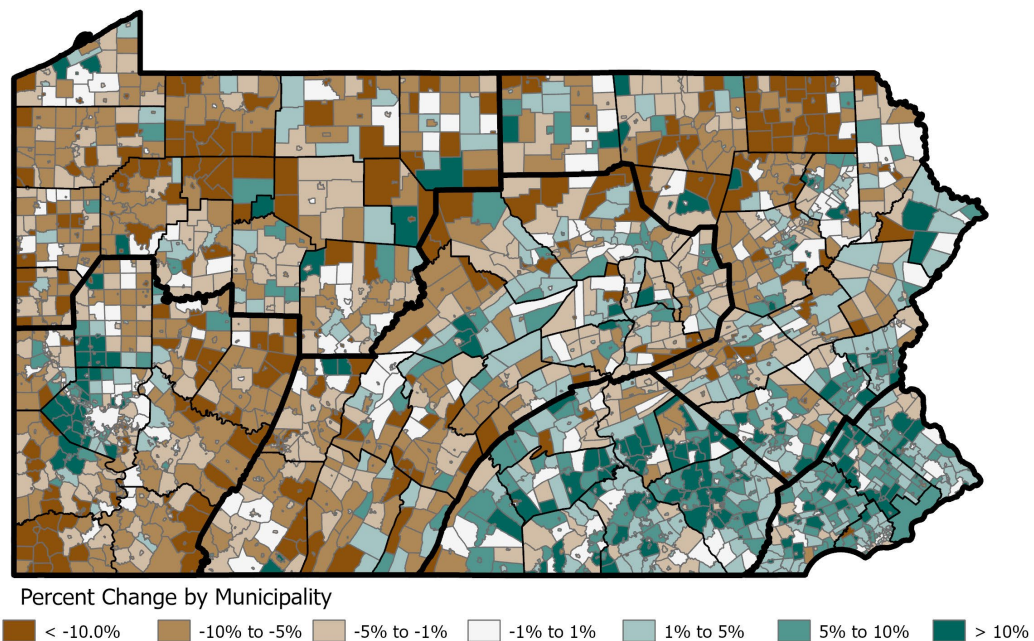 Percent Change by Municipality
< -10.0% -10% to -5% -5% to -1% -1% to 1% 1% to 5% 5% to 10% > 10%